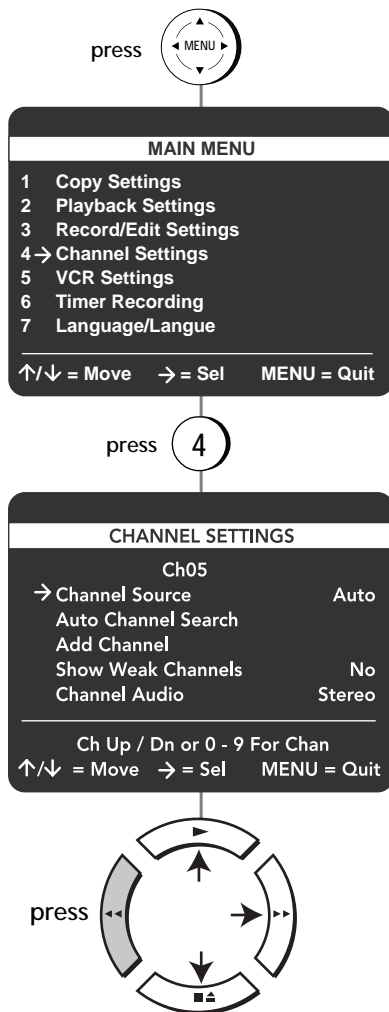 press MENU
MAIN MENU
1 Copy Settings
2 Playback Settings
3 Record/Edit Settings
4→ Channel Settings
5 VCR Settings
6 Timer Recording
7 Language/Langue
↑/↓ = Move → = Sel MENU = Quit
press 4
CHANNEL SETTINGS
Ch05
→ Channel Source Auto
Auto Channel Search
Add Channel
Show Weak Channels No
Channel Audio Stereo
Ch Up / Dn or 0 - 9 For Chan
↑/↓ = Move → = Sel MENU = Quit
press